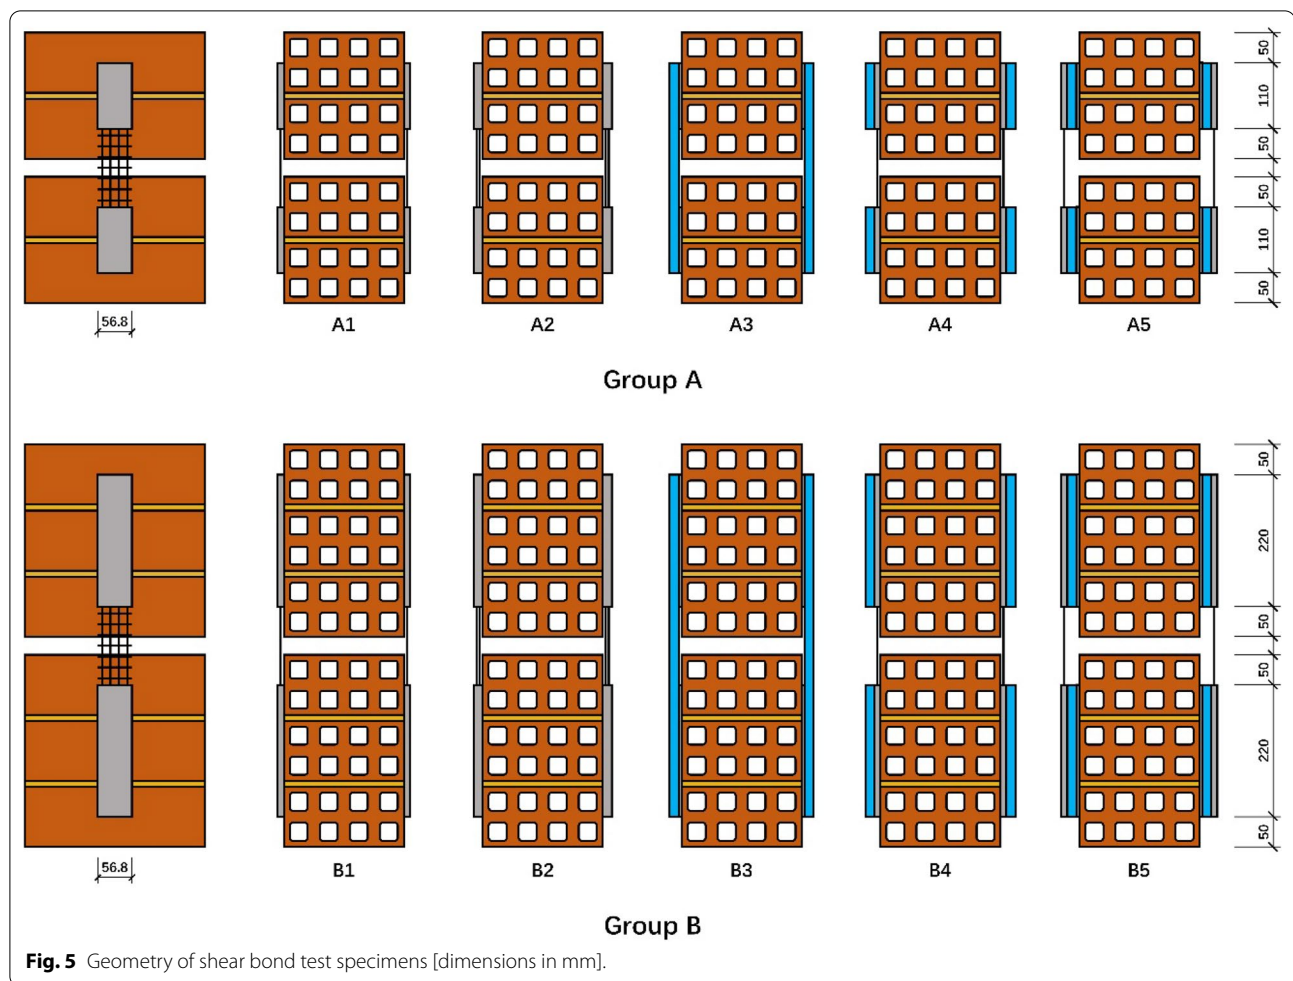 50
110
50
50
110
50
56.8
A1
A2
A3
A4
A5
Group A
50
220
50
50
220
50
56.8
B1
B2
B3
B4
B5
Group B
Fig. 5 Geometry of shear bond test specimens [dimensions in mm].